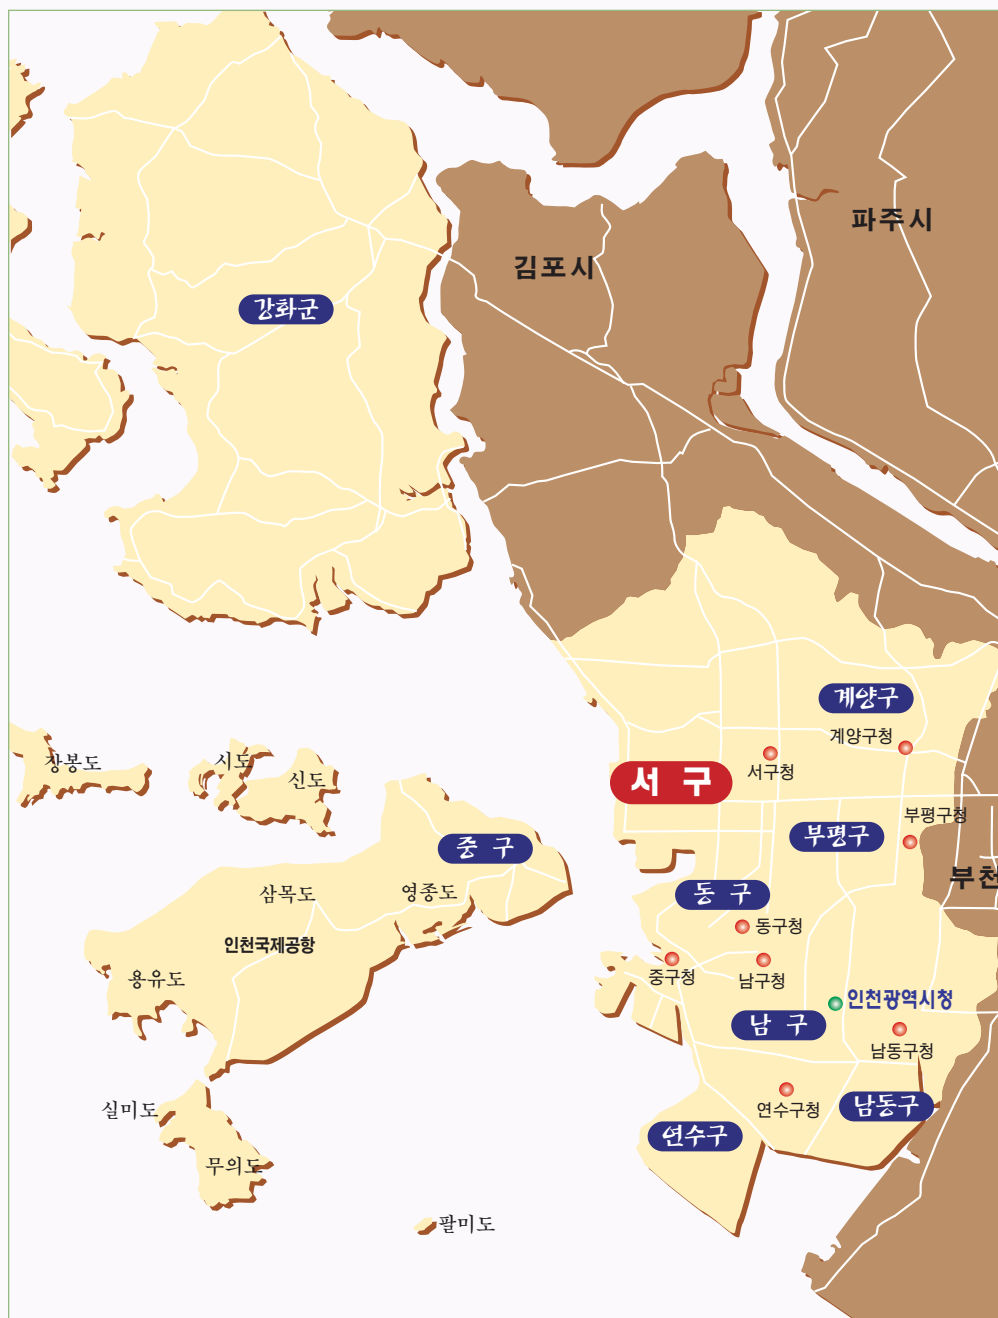 파주시
김포시
강화군
계양구
계양구청
장봉도
시도
신도
서구청
서 구
부평구청
부평구
중 구
부천
삼목도
영종도
동 구
동구청
인천국제공항
용유도
중구청
남구청
인천광역시청
남 구
남동구청
실미도
연수구청
남동구
연수구
무의도
팔미도